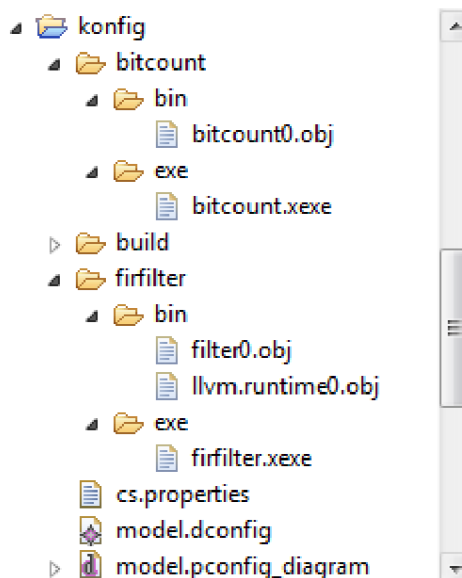 konfig
bitcount
bin
bitcount0.obj
exe
bitcount.xexe
build
firfilter
bin
filter0.obj
llvm.runtime0.obj
exe
firfilter.xexe
cs.properties
model.dconfig
model.pconfig_diagram